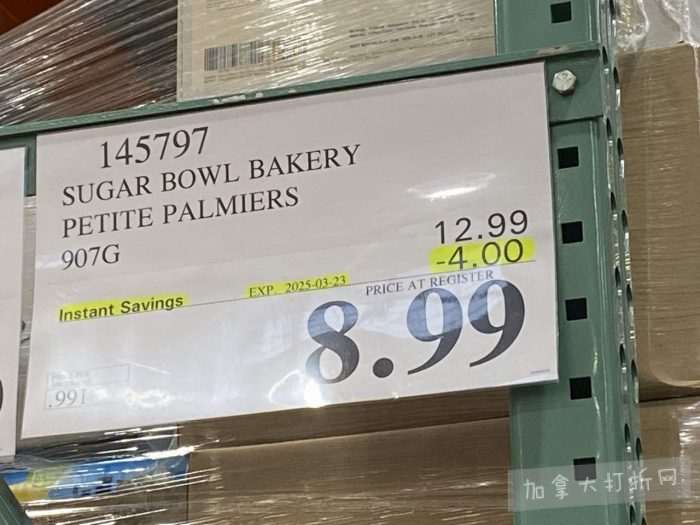 145797
SUGAR BOWL BAKERY
PETITE PALMIERS
907G
12.99
-4.00
Instant Savings
EXP. 2025-03-23
PRICE AT REGISTER
8.99
.991
加拿大打折网